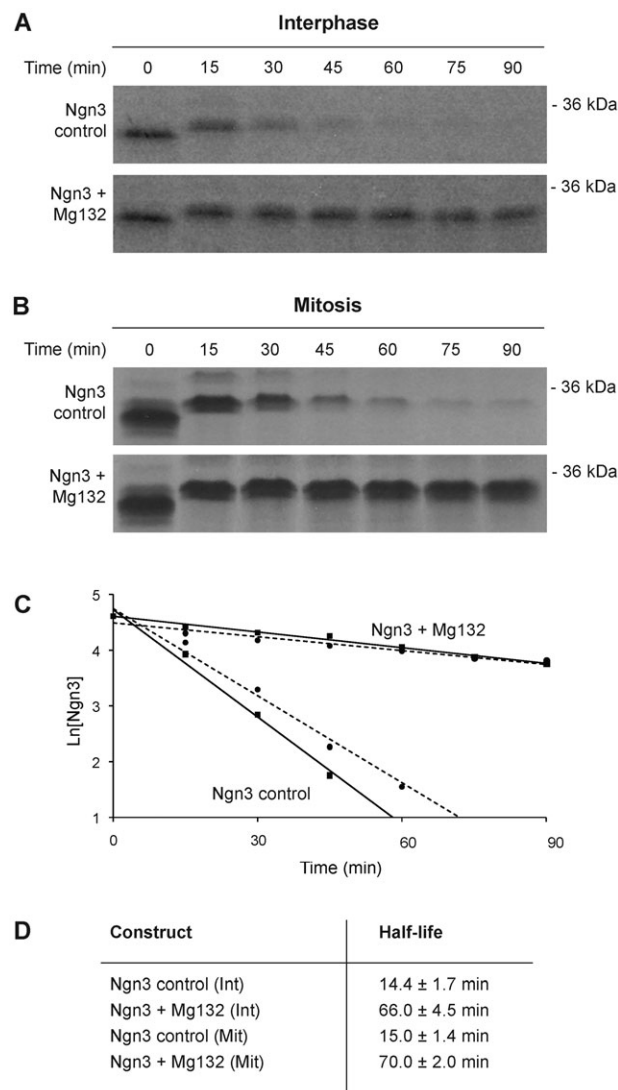 A
Interphase
Time (min) 0 15 30 45 60 75 90
Ngn3 control
- 36 kDa
Ngn3 + Mg132
- 36 kDa
B
Mitosis
Time (min) 0 15 30 45 60 75 90
Ngn3 control
- 36 kDa
Ngn3 + Mg132
- 36 kDa
C
5
4
3
2
1
Ln[Ngn3]
Ngn3 + Mg132
Ngn3 control
0 30 60 90
Time (min)
D
Construct Half-life
Ngn3 control (Int) 14.4 ± 1.7 min
Ngn3 + Mg132 (Int) 66.0 ± 4.5 min
Ngn3 control (Mit) 15.0 ± 1.4 min
Ngn3 + Mg132 (Mit) 70.0 ± 2.0 min